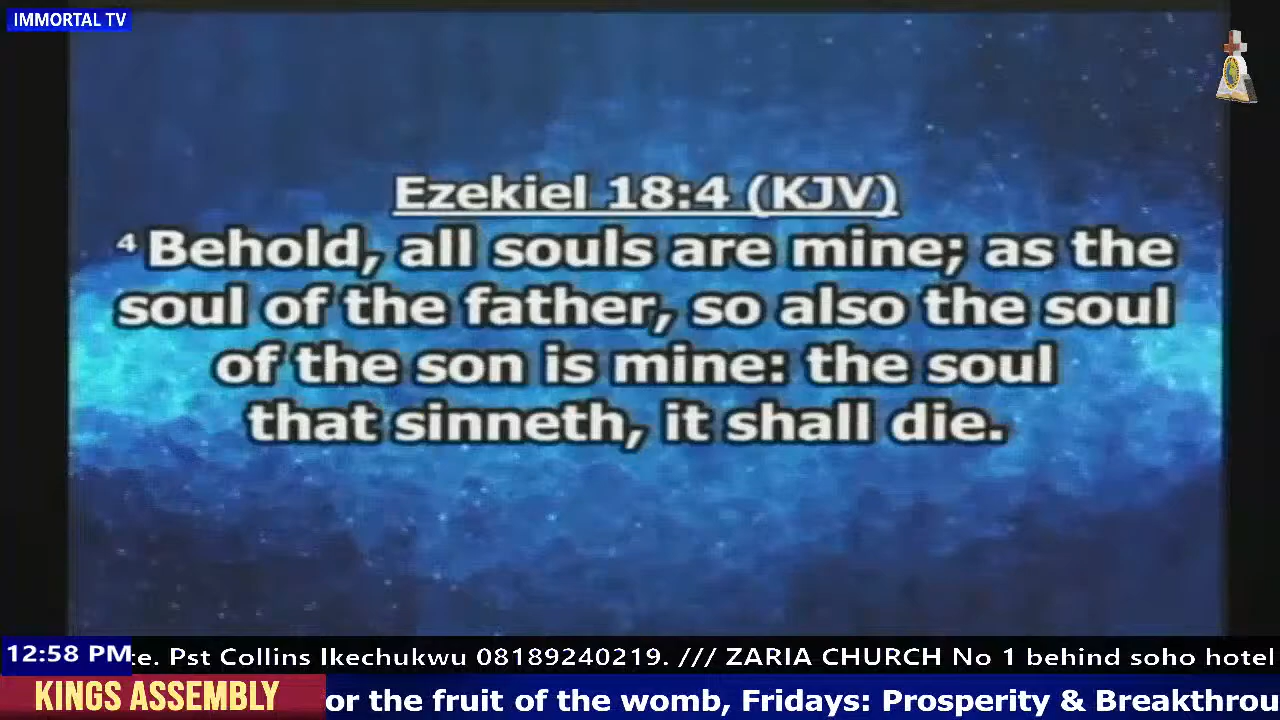 IMMORTAL TV
Ezekiel 18:4 (KJV)
4 Behold, all souls are mine; as the
soul of the father, so also the soul
of the son is mine: the soul
that sinneth, it shall die.
12:58 PM
te. Pst Collins Ikechukwu 08189240219. /// ZARIA CHURCH No 1 behind soho hotel
KINGS ASSEMBLY
or the fruit of the womb, Fridays: Prosperity & Breakthrou